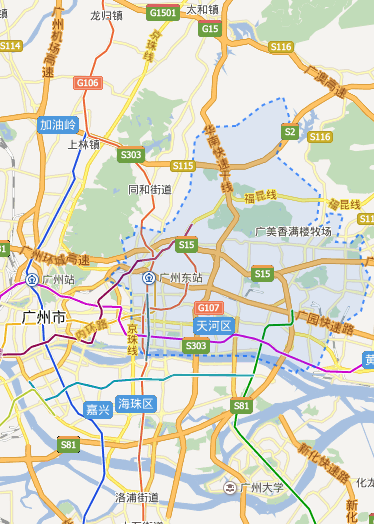 太和镇
龙归镇
G1501
G15
S114
广州机场高速
京珠线
S116
G106
广澳高速
加油岭
华南快速干线
S2
S116
上林镇
S303
S115
同和街道
福昆线
福昆线
S11
广美香满楼牧场
S15
81
广州环城高速
S15
广州站
广州东站
G107
广州市
内环路
京珠线
天河区
广园快速路
S303
黄
嘉兴
海珠区
S81
S81
新化快速路
广州大学
化龙
洛浦街道
新化